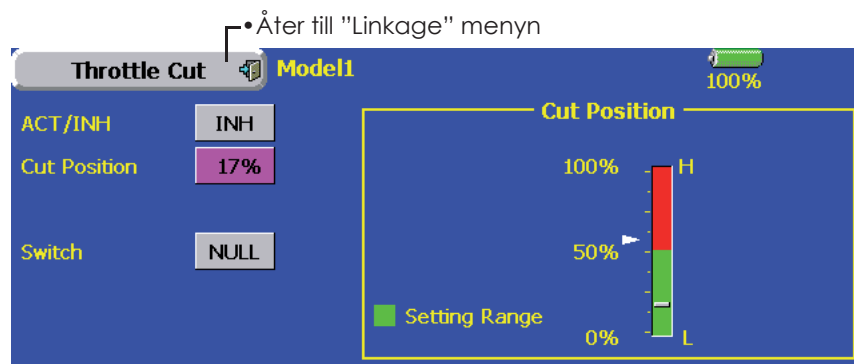 •Åter till ”Linkage” menyn
Throttle Cut Model1 100%
ACT/INH INH
Cut Position 17%
Switch NULL
Cut Position
100% H
50%
Setting Range
0% L